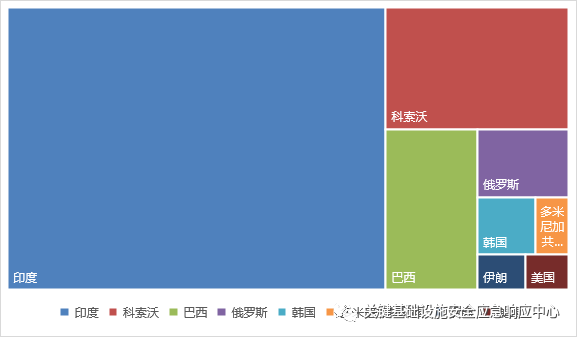 科索沃
俄罗斯
多米
尼加
共...
韩国
印度
巴西
伊朗
美国
印度 科索沃 巴西 俄罗斯 韩国
关键基础设施安全应急响应中心